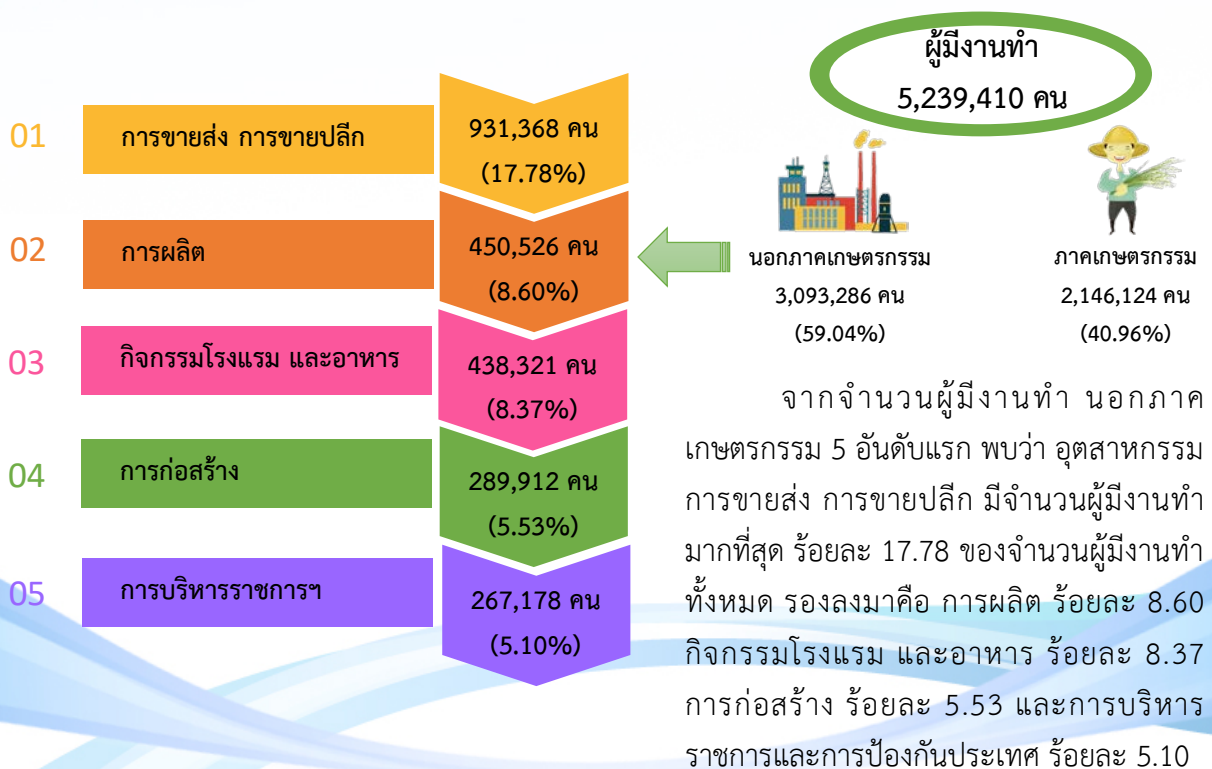 ผู้มีงานทำ
5,239,410 คน
01
การขายส่ง การขายปลีก
931,368 คน
(17.78%)
02
การผลิต
450,526 คน
(8.60%)
03
กิจกรรมโรงแรม และอาหาร
438,321 คน
(8.37%)
04
การก่อสร้าง
289,912 คน
(5.53%)
05
การบริหารราชการฯ
267,178 คน
(5.10%)
นอกภาคเกษตรกรรม
3,093,286 คน
(59.04%)
ภาคเกษตรกรรม
2,146,124 คน
(40.96%)
จากจำนวนผู้มีงานทำ นอกภาค
เกษตรกรรม 5 อันดับแรก พบว่า อุตสาหกรรม
การขายส่ง การขายปลีก มีจำนวนผู้มีงานทำ
มากที่สุด ร้อยละ 17.78 ของจำนวนผู้มีงานทำ
ทั้งหมด รองลงมาคือ การผลิต ร้อยละ 8.60
กิจกรรมโรงแรม และอาหาร ร้อยละ 8.37
การก่อสร้าง ร้อยละ 5.53 และการบริหาร
ราชการและการป้องกันประเทศ ร้อยละ 5.10